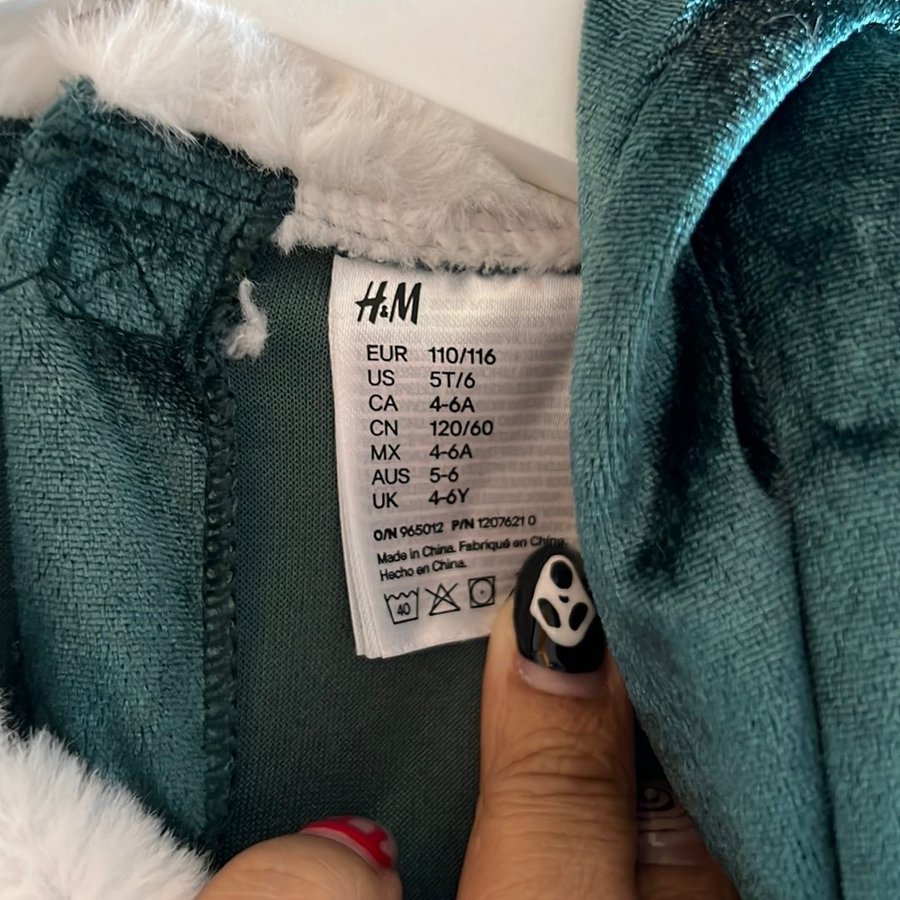 H&M
EUR 110/116
US 5T/6
CA 4-6A
CN 120/60
MX 4-6A
AUS 5-6
UK 4-6Y
O/N 965012 P/N 1207621 0
Made in China. Fabriqué en Chine.
Hecho en China.
40